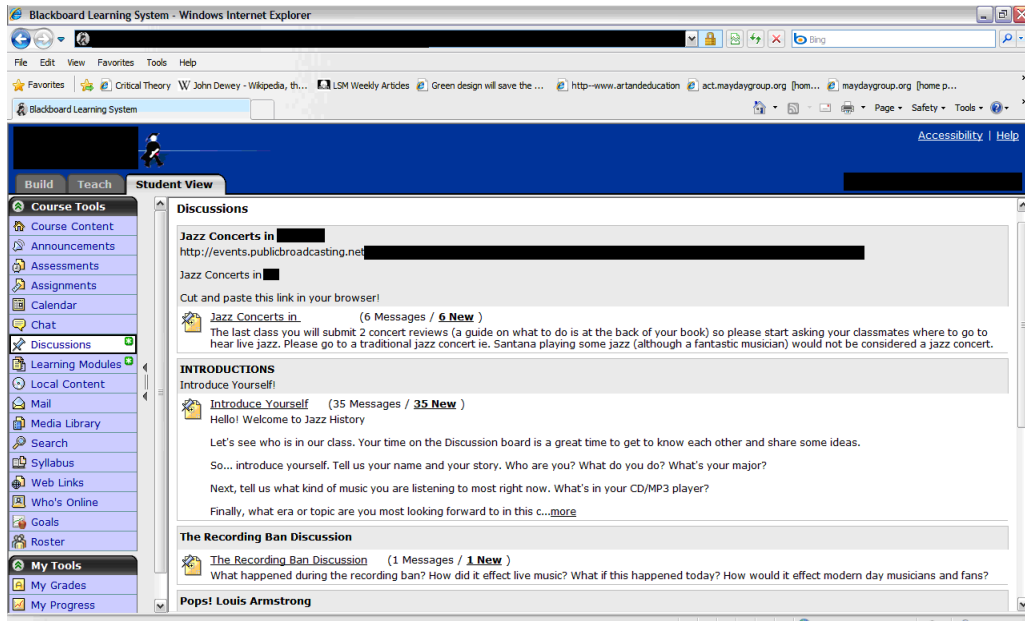 Blackboard Learning System - Windows Internet Explorer
Bing
File Edit View Favorites Tools Help
Favorites Critical Theory W John Dewey - Wikipedia, th... LSM Weekly Articles Green design will save the ... http--www.artandeducation act.maydaygroup.org [hom... maydaygroup.org [home p...
Blackboard Learning System Page Safety Tools
Accessibility | Help
Build Teach Student View
Course Tools
Course Content
Announcements
Assessments
Assignments
Calendar
Chat
Discussions
Learning Modules
Local Content
Mail
Media Library
Search
Syllabus
Web Links
Who's Online
Goals
Roster
My Tools
My Grades
My Progress
Discussions
Jazz Concerts in
http://events.publicbroadcasting.net
Jazz Concerts in
Cut and paste this link in your browser!
Jazz Concerts in (6 Messages / 6 New )
The last class you will submit 2 concert reviews (a guide on what to do is at the back of your book) so please start asking your classmates where to go to
hear live jazz. Please go to a traditional jazz concert ie. Santana playing some jazz (although a fantastic musician) would not be considered a jazz concert.
INTRODUCTIONS
Introduce Yourself!
Introduce Yourself (35 Messages / 35 New )
Hello! Welcome to Jazz History
Let's see who is in our class. Your time on the Discussion board is a great time to get to know each other and share some ideas.
So... introduce yourself. Tell us your name and your story. Who are you? What do you do? What's your major?
Next, tell us what kind of music you are listening to most right now. What's in your CD/MP3 player?
Finally, what era or topic are you most looking forward to in this c...more
The Recording Ban Discussion
The Recording Ban Discussion (1 Messages / 1 New )
What happened during the recording ban? How did it effect live music? What if this happened today? How would it effect modern day musicians and fans?
Pops! Louis Armstrong